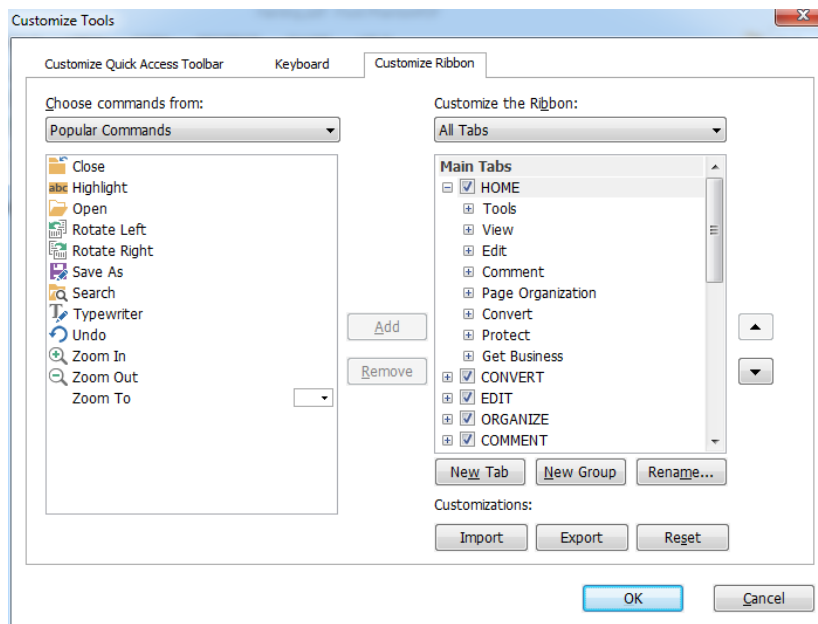 Customize Tools
Customize Quick Access Toolbar
Keyboard
Customize Ribbon
Choose commands from:
Popular Commands
Close
abc Highlight
Open
Rotate Left
Rotate Right
Save As
Search
Typewriter
Undo
Zoom In
Zoom Out
Zoom To
Add
Remove
Customize the Ribbon:
All Tabs
Main Tabs
HOME
Tools
View
Edit
Comment
Page Organization
Convert
Protect
Get Business
CONVERT
EDIT
ORGANIZE
COMMENT
New Tab
New Group
Rename...
Customizations:
Import
Export
Reset
OK
Cancel